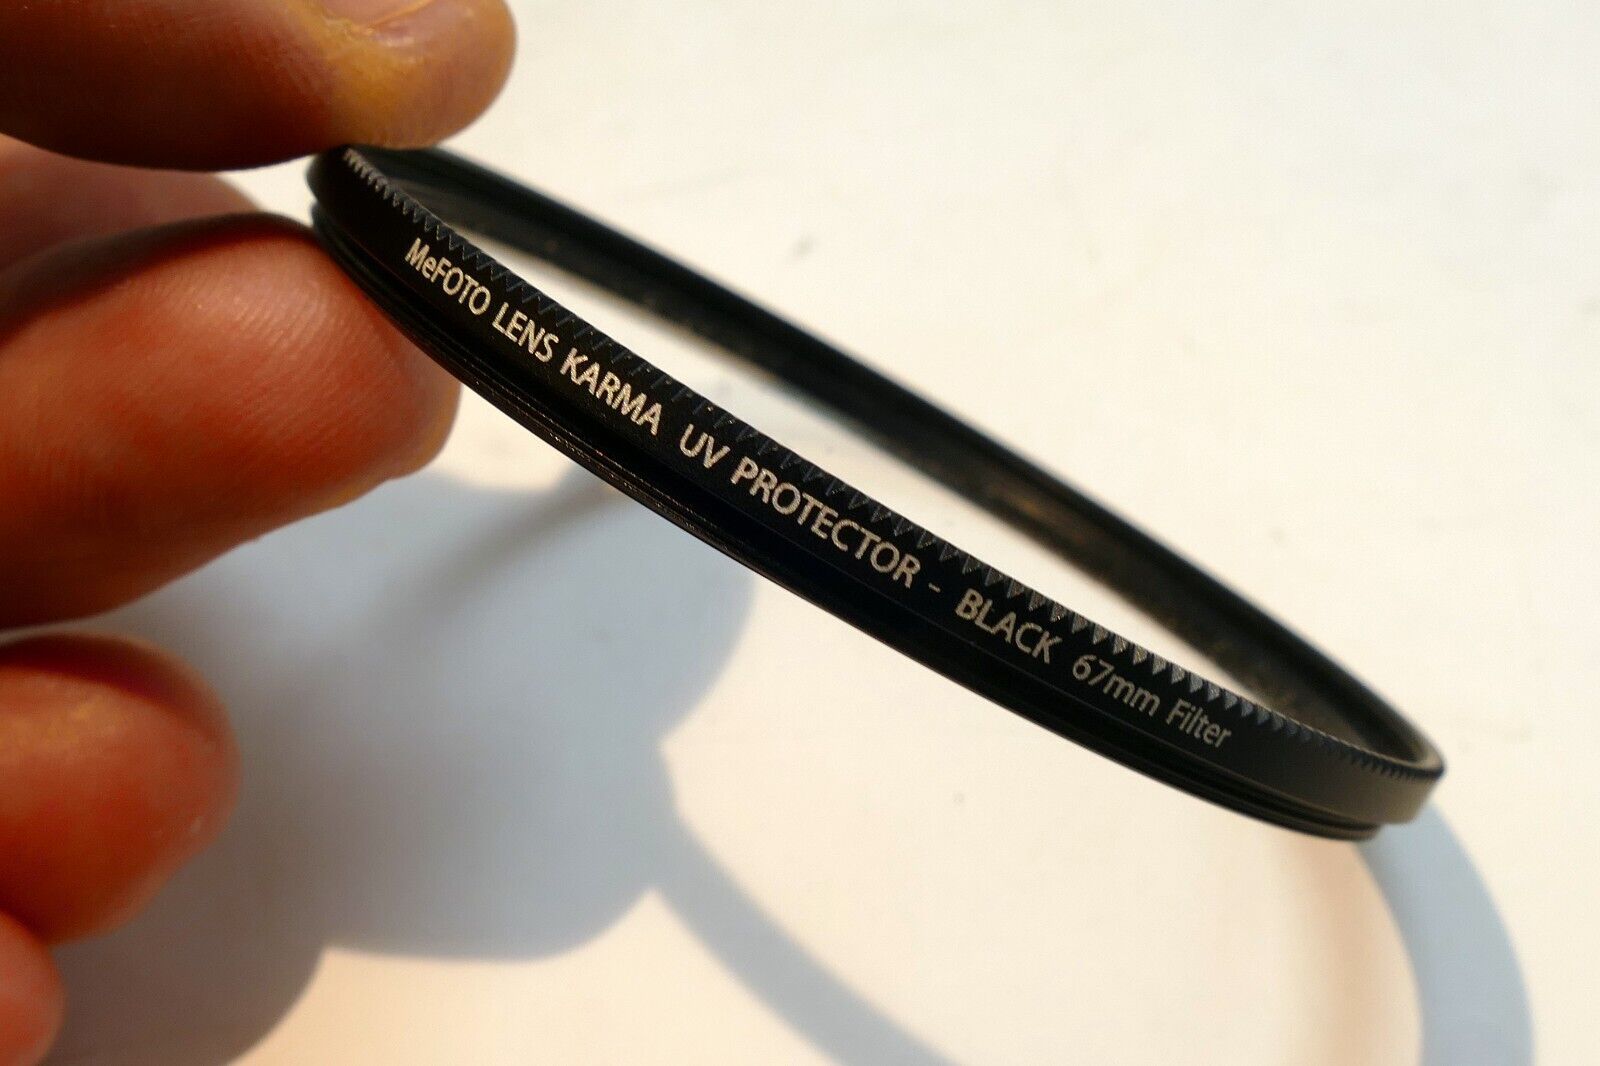 MeFOTO LENS KARMA UV PROTECTOR - BLACK 67mm Filter